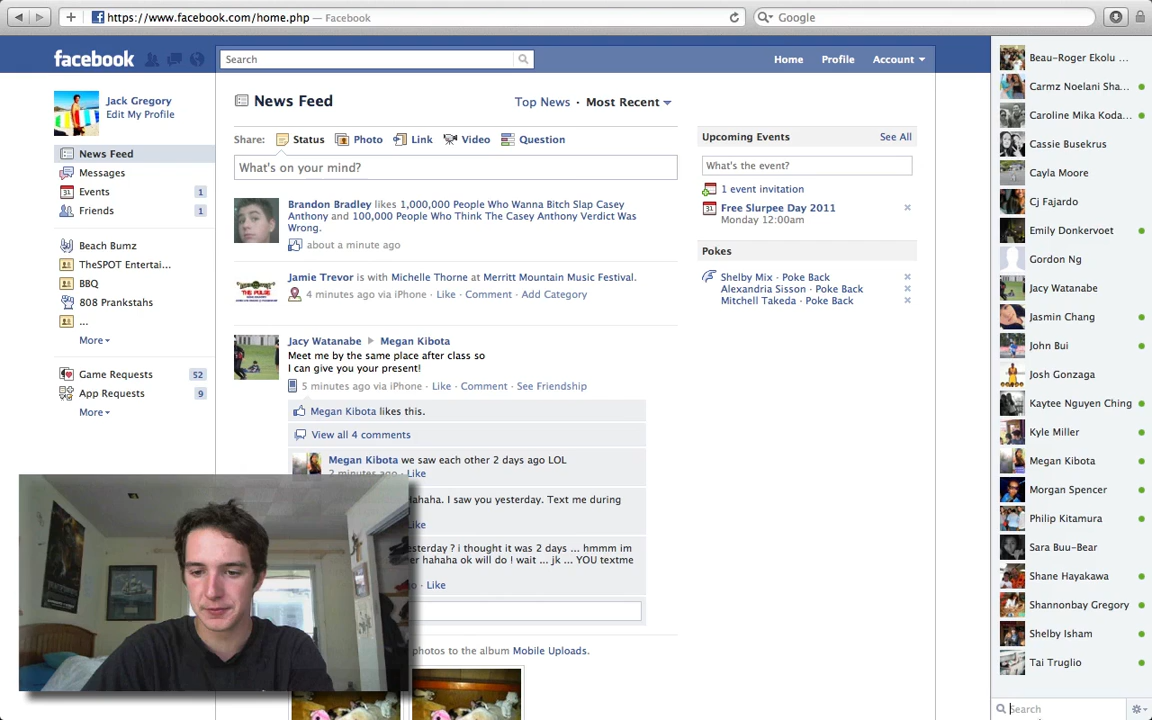 https://www.facebook.com/home.php — Facebook
Google
facebook
Search
Home
Profile
Account
Jack Gregory
Edit My Profile
News Feed
Messages
Events 1
Friends 1
Beach Bumz
TheSPOT Entertai...
BBQ
808 Prankstahs
...
More
Game Requests 52
App Requests 9
More
News Feed
Top News · Most Recent
Share: Status Photo Link Video Question
What's on your mind?
Brandon Bradley likes 1,000,000 People Who Wanna Bitch Slap Casey
Anthony and 100,000 People Who Think The Casey Anthony Verdict Was
Wrong.
about a minute ago
Jamie Trevor is with Michelle Thorne at Merritt Mountain Music Festival.
4 minutes ago via iPhone · Like · Comment · Add Category
Jacy Watanabe Megan Kibota
Meet me by the same place after class so
I can give you your present!
5 minutes ago via iPhone · Like · Comment · See Friendship
Megan Kibota likes this.
View all 4 comments
Megan Kibota we saw each other 2 days ago LOL
2 minutes ago · Like
Hahaha. I saw you yesterday. Text me during
Like
yesterday ? i thought it was 2 days ... hmmm im
er hahaha ok will do ! wait ... jk ... YOU textme
o · Like
photos to the album Mobile Uploads.
Upcoming Events
See All
What's the event?
1 event invitation
Free Slurpee Day 2011
Monday 12:00am
Pokes
Shelby Mix · Poke Back
Alexandria Sisson · Poke Back
Mitchell Takeda · Poke Back
Beau-Roger Ekolu ...
Carmz Noelani Sha...
Caroline Mika Koda...
Cassie Busekrus
Cayla Moore
Cj Fajardo
Emily Donkervoet
Gordon Ng
Jacy Watanabe
Jasmin Chang
John Bui
Josh Gonzaga
Kaytee Nguyen Ching
Kyle Miller
Megan Kibota
Morgan Spencer
Philip Kitamura
Sara Buu-Bear
Shane Hayakawa
Shannonbay Gregory
Shelby Isham
Tai Truglio
Search